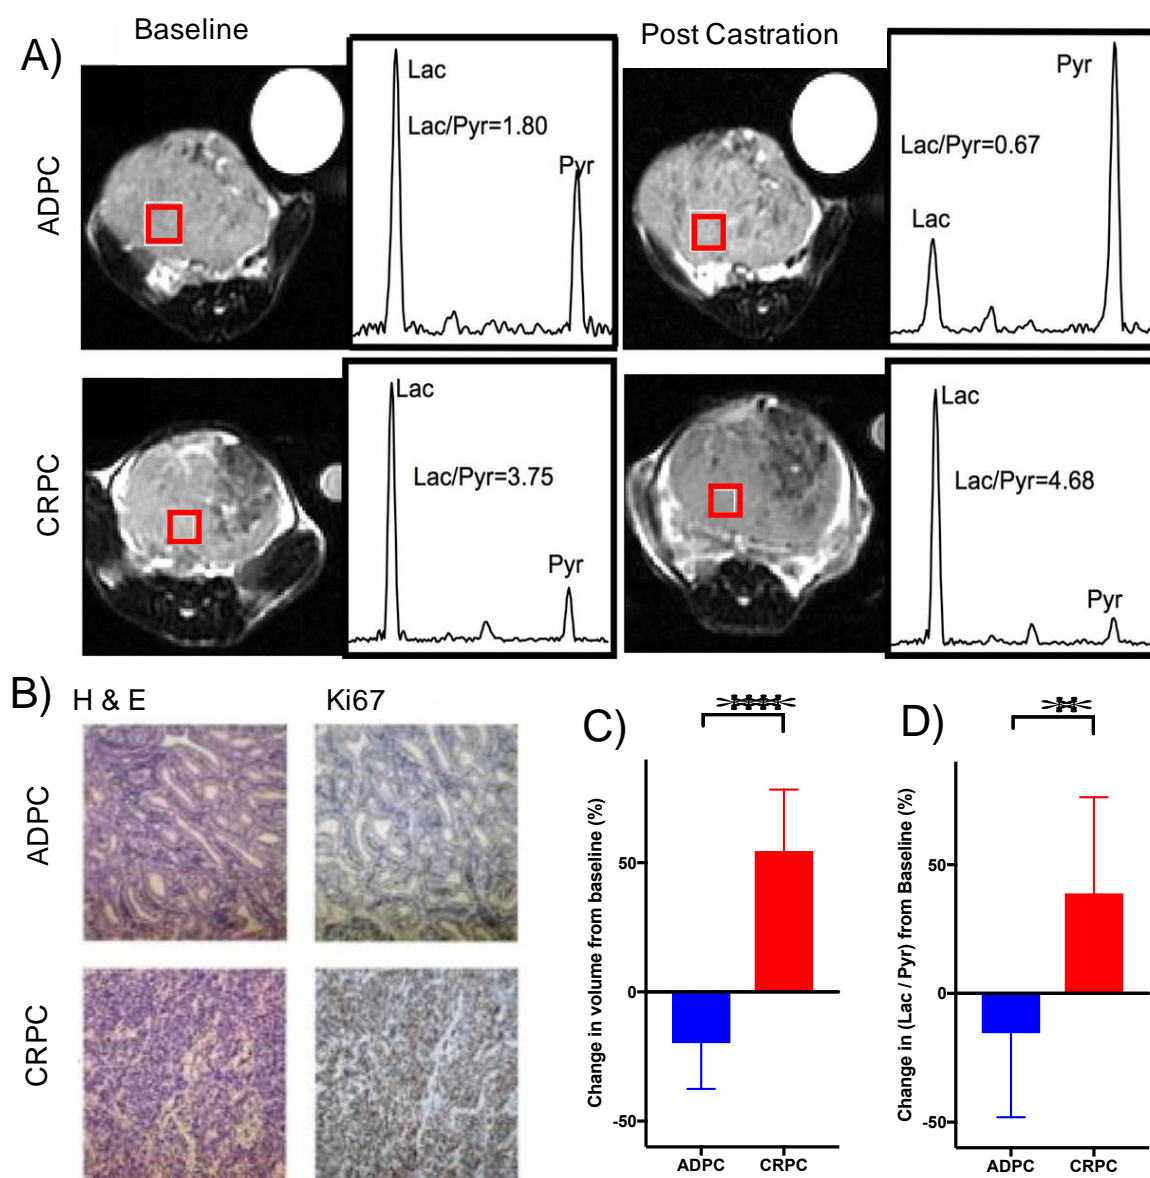 A)
Baseline
Post Castration
ADPC
Lac
Lac/Pyr=1.80
Pyr
Pyr
Lac/Pyr=0.67
Lac
CRPC
Lac
Lac/Pyr=3.75
Pyr
Lac
Lac/Pyr=4.68
Pyr
B)
H & E
Ki67
ADPC
CRPC
C)
****
Change in volume from baseline (%)
50
0
-50
ADPC
CRPC
D)
**
Change in (Lac / Pyr) from Baseline (%)
50
0
-50
ADPC
CRPC